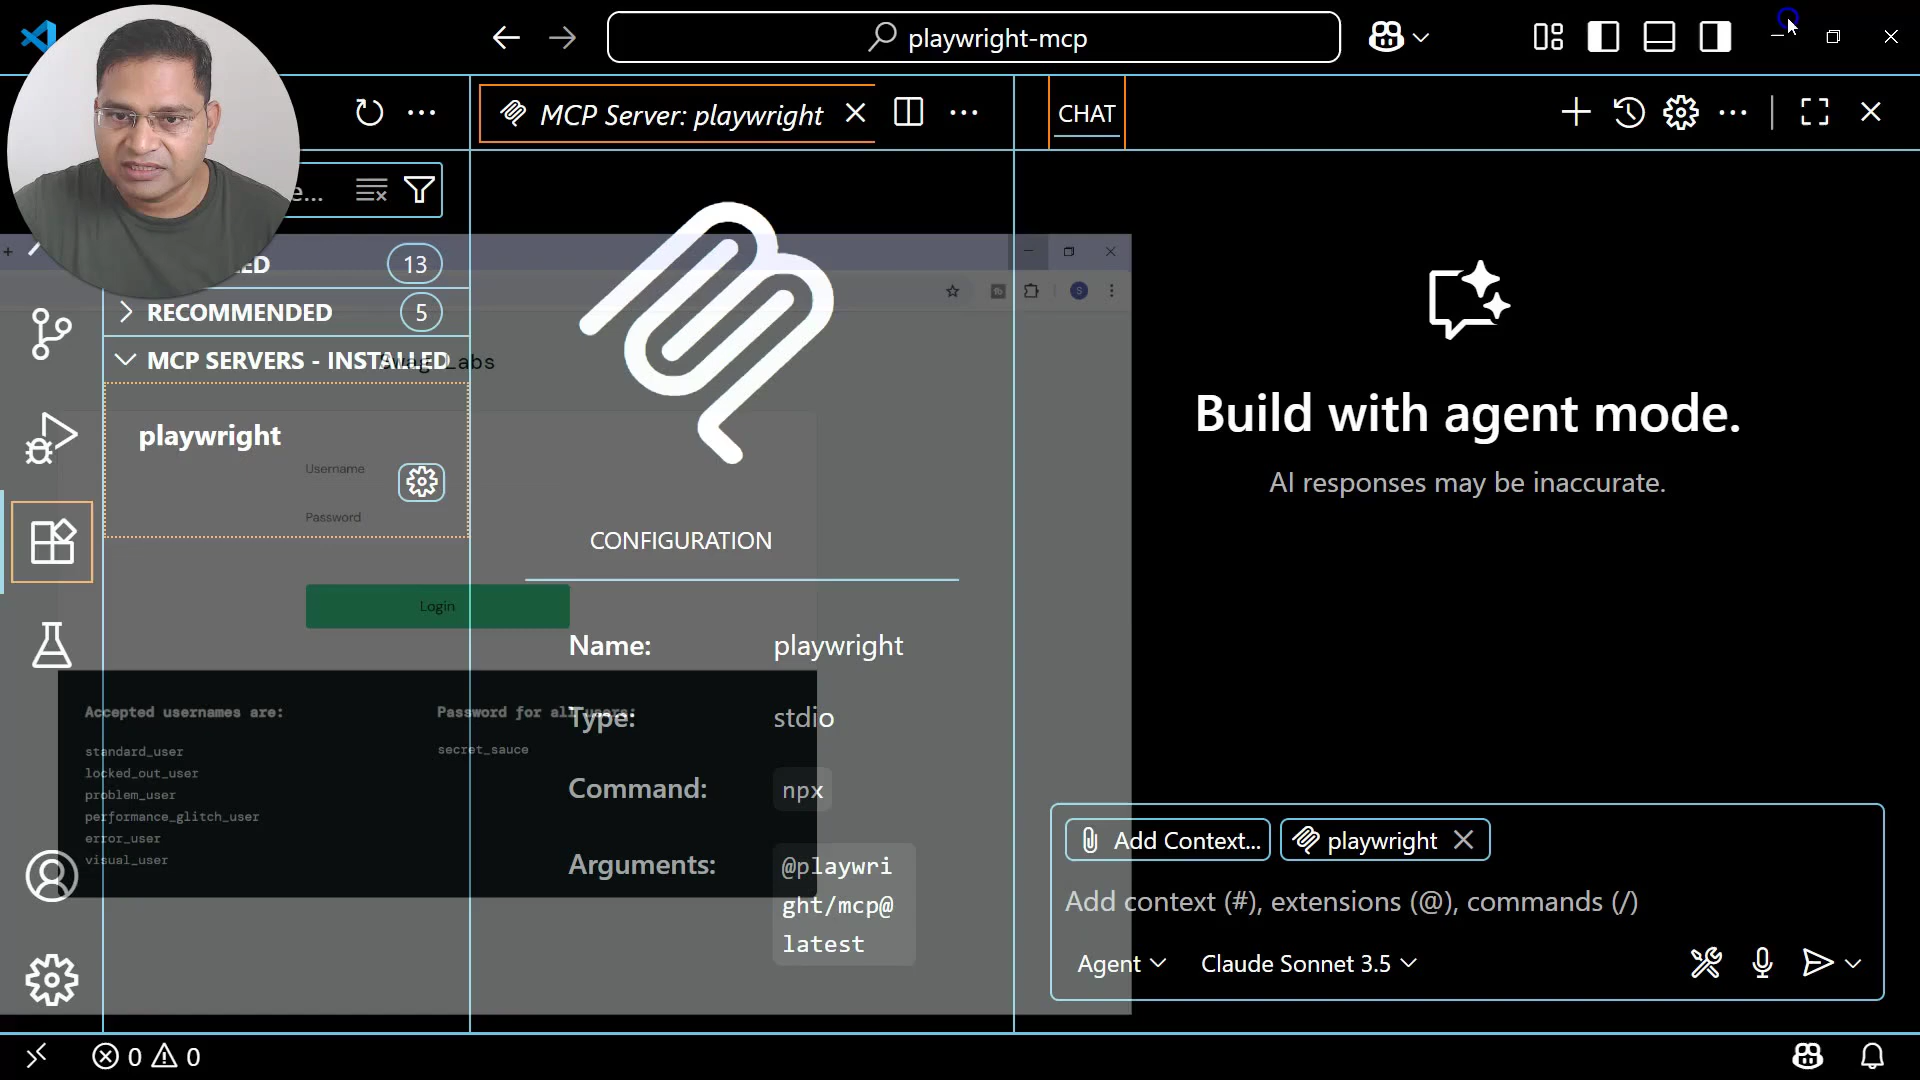 playwright-mcp
MCP Server: playwright
CHAT
e...
LED
13
RECOMMENDED
5
MCP SERVERS - INSTALLED
Labs
playwright
Username
Password
Login
Accepted usernames are:
Password for all users:
standard_user
secret_sauce
locked_out_user
problem_user
performance_glitch_user
error_user
visual_user
CONFIGURATION
Name:
playwright
Type:
stdio
Command:
npx
Arguments:
@playwri
ght/mcp@
latest
Build with agent mode.
AI responses may be inaccurate.
Add Context...
playwright
Add context (#), extensions (@), commands (/)
Agent
Claude Sonnet 3.5
0
0
S